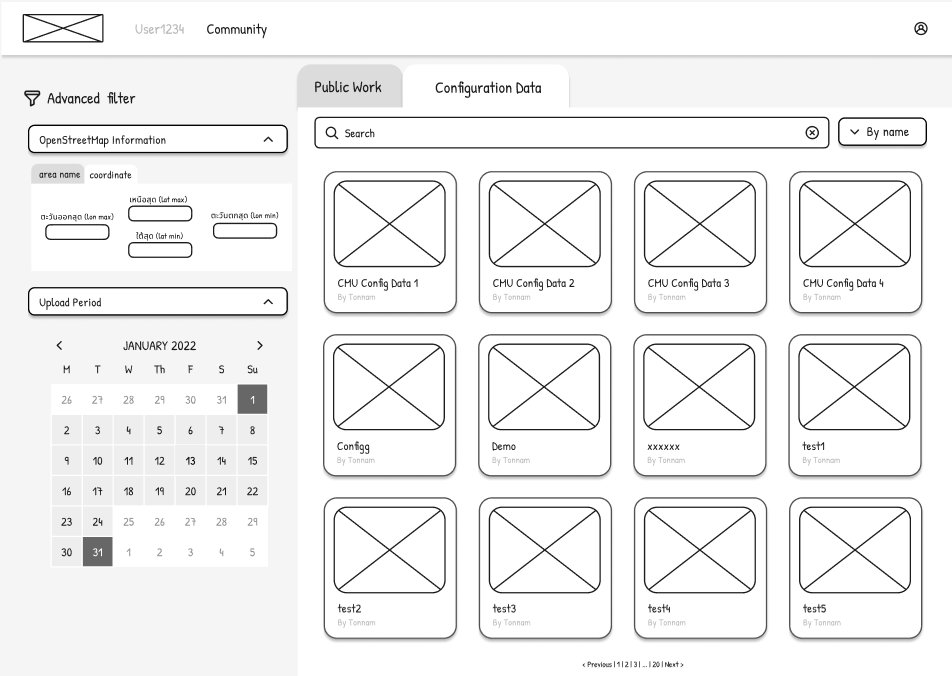 User1234 Community
Advanced filter
OpenStreetMap Information
area name coordinate
เหนือสุด (lat max)
ตะวันออกสุด (lon max)
ตะวันตกสุด (lon min)
ใต้สุด (lat min)
Upload Period
JANUARY 2022
M T W Th F S Su
26 27 28 29 30 31 1
2 3 4 5 6 7 8
9 10 11 12 13 14 15
16 17 18 19 20 21 22
23 24 25 26 27 28 29
30 31 1 2 3 4 5
Public Work Configuration Data
Search
By name
CMU Config Data 1
By Tonnam
CMU Config Data 2
By Tonnam
CMU Config Data 3
By Tonnam
CMU Config Data 4
By Tonnam
Configg
By Tonnam
Demo
By Tonnam
xxxxxx
By Tonnam
test1
By Tonnam
test2
By Tonnam
test3
By Tonnam
test4
By Tonnam
test5
By Tonnam
< Previous | 1 | 2 | 3 | ... | 20 | Next >